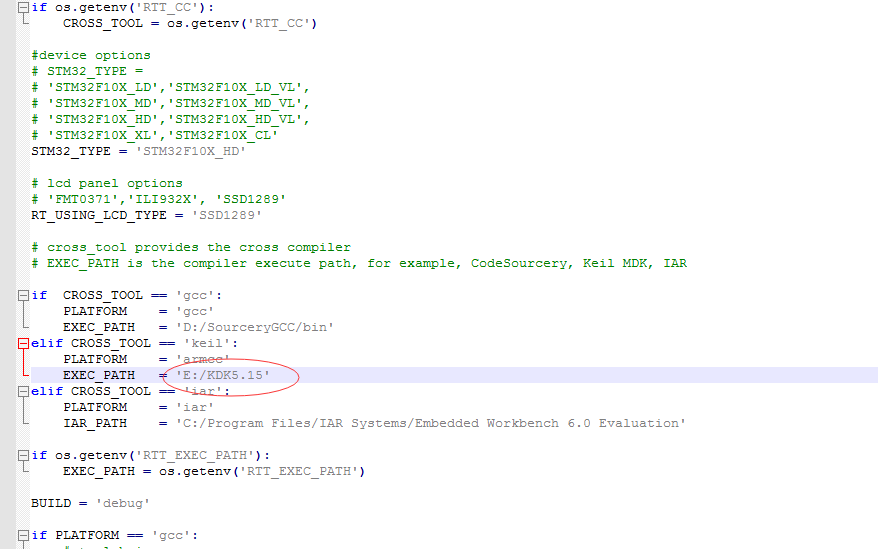 if os.getenv('RTT_CC'):
    CROSS_TOOL = os.getenv('RTT_CC')
#device options
# STM32_TYPE =
# 'STM32F10X_LD','STM32F10X_LD_VL',
# 'STM32F10X_MD','STM32F10X_MD_VL',
# 'STM32F10X_HD','STM32F10X_HD_VL',
# 'STM32F10X_XL','STM32F10X_CL'
STM32_TYPE = 'STM32F10X_HD'
# lcd panel options
# 'FMT0371','ILI932X', 'SSD1289'
RT_USING_LCD_TYPE = 'SSD1289'
# cross_tool provides the cross compiler
# EXEC_PATH is the compiler execute path, for example, CodeSourcery, Keil MDK, IAR
if  CROSS_TOOL == 'gcc':
    PLATFORM    = 'gcc'
    EXEC_PATH   = 'D:/SourceryGCC/bin'
elif CROSS_TOOL == 'keil':
    PLATFORM    = 'armcc'
    EXEC_PATH   = 'E:/KDK5.15'
elif CROSS_TOOL == 'iar':
    PLATFORM    = 'iar'
    IAR_PATH    = 'C:/Program Files/IAR Systems/Embedded Workbench 6.0 Evaluation'
if os.getenv('RTT_EXEC_PATH'):
    EXEC_PATH = os.getenv('RTT_EXEC_PATH')
BUILD = 'debug'
if PLATFORM == 'gcc':